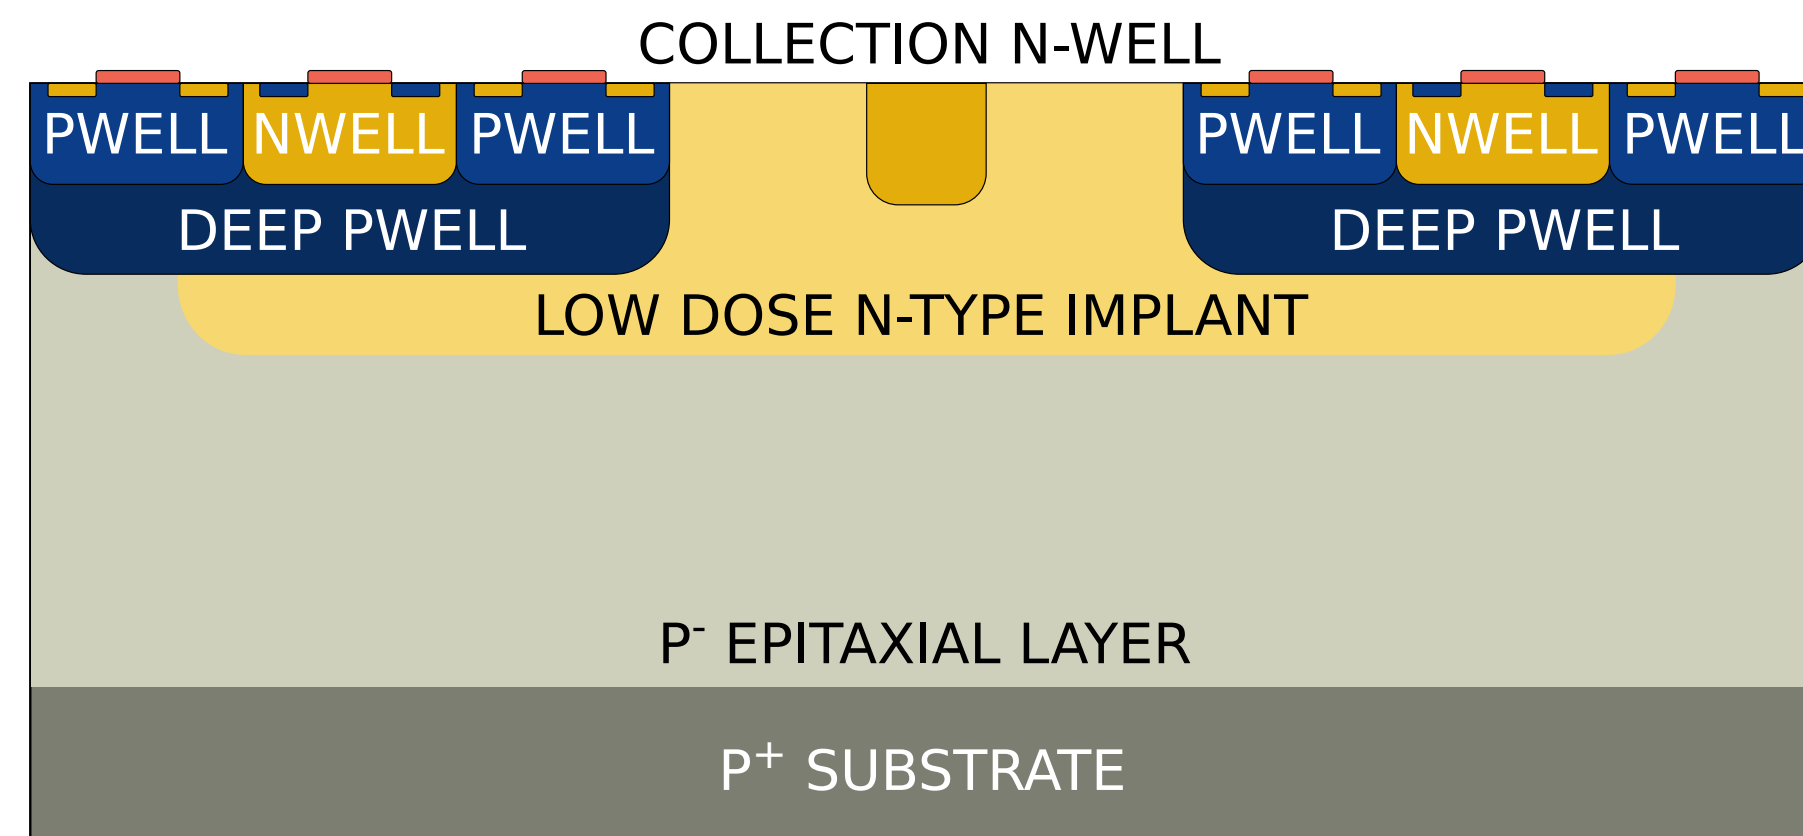 COLLECTION N-WELL
PWELL NWELL PWELL PWELL NWELL PWELL
DEEP PWELL DEEP PWELL
LOW DOSE N-TYPE IMPLANT
P⁻ EPITAXIAL LAYER
P⁺ SUBSTRATE